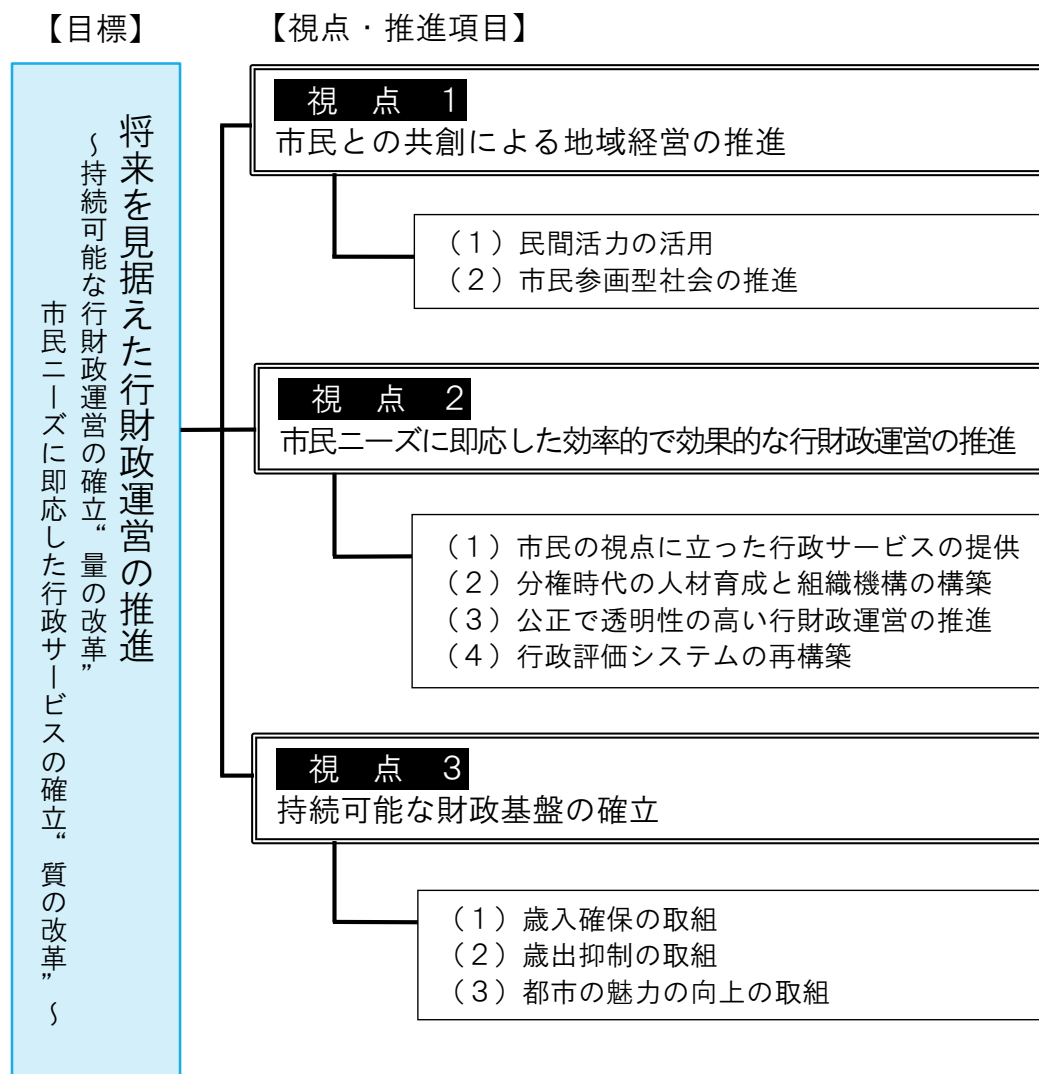 【目標】
【視点・推進項目】
将来を見据えた行財政運営の推進
～持続可能な行財政運営の確立“量の改革”
市民ニーズに即応した行政サービスの確立“質の改革”～
視点１
市民との共創による地域経営の推進
（１）民間活力の活用
（２）市民参画型社会の推進
視点２
市民ニーズに即応した効率的で効果的な行財政運営の推進
（１）市民の視点に立った行政サービスの提供
（２）分権時代の人材育成と組織機構の構築
（３）公正で透明性の高い行財政運営の推進
（４）行政評価システムの再構築
視点３
持続可能な財政基盤の確立
（１）歳入確保の取組
（２）歳出抑制の取組
（３）都市の魅力の向上の取組